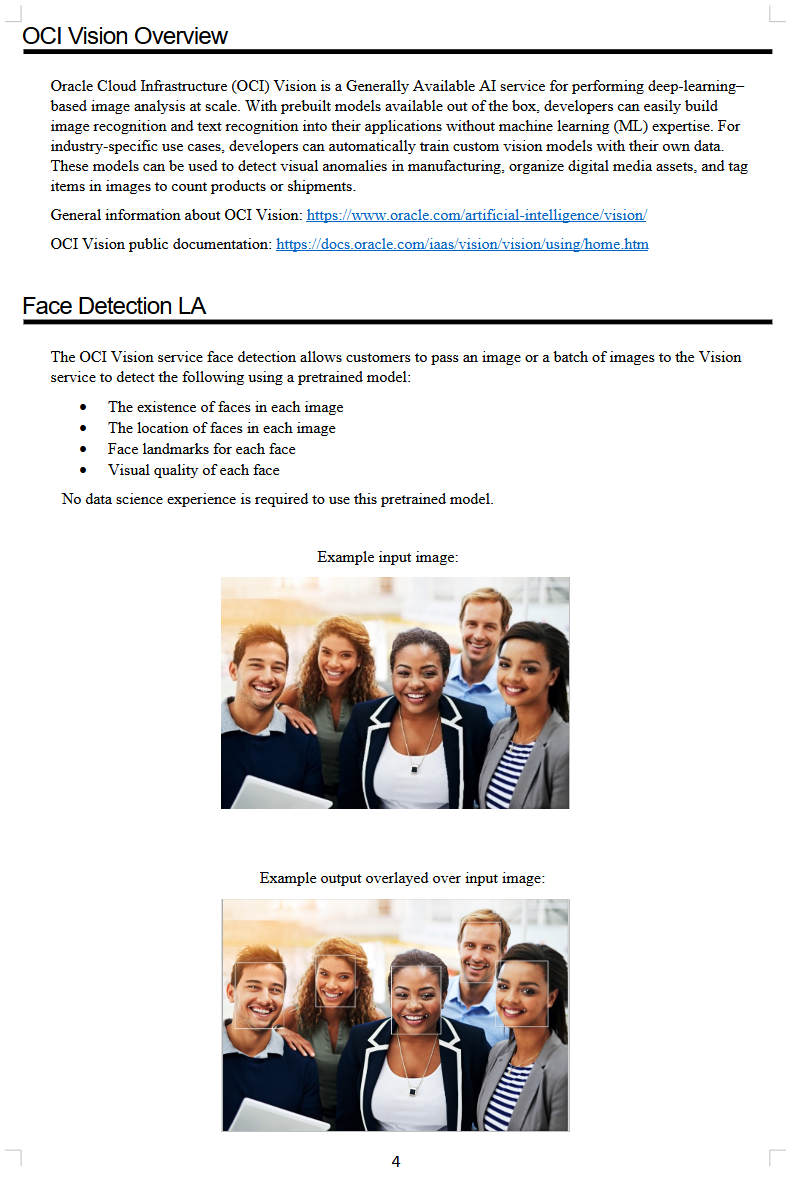 OCI Vision Overview
Oracle Cloud Infrastructure (OCI) Vision is a Generally Available AI service for performing deep-learning–
based image analysis at scale. With prebuilt models available out of the box, developers can easily build
image recognition and text recognition into their applications without machine learning (ML) expertise. For
industry-specific use cases, developers can automatically train custom vision models with their own data.
These models can be used to detect visual anomalies in manufacturing, organize digital media assets, and tag
items in images to count products or shipments.
General information about OCI Vision: https://www.oracle.com/artificial-intelligence/vision/
OCI Vision public documentation: https://docs.oracle.com/iaas/vision/vision/using/home.htm
Face Detection LA
The OCI Vision service face detection allows customers to pass an image or a batch of images to the Vision
service to detect the following using a pretrained model:
• The existence of faces in each image
• The location of faces in each image
• Face landmarks for each face
• Visual quality of each face
No data science experience is required to use this pretrained model.
Example input image:
Example output overlayed over input image:
4